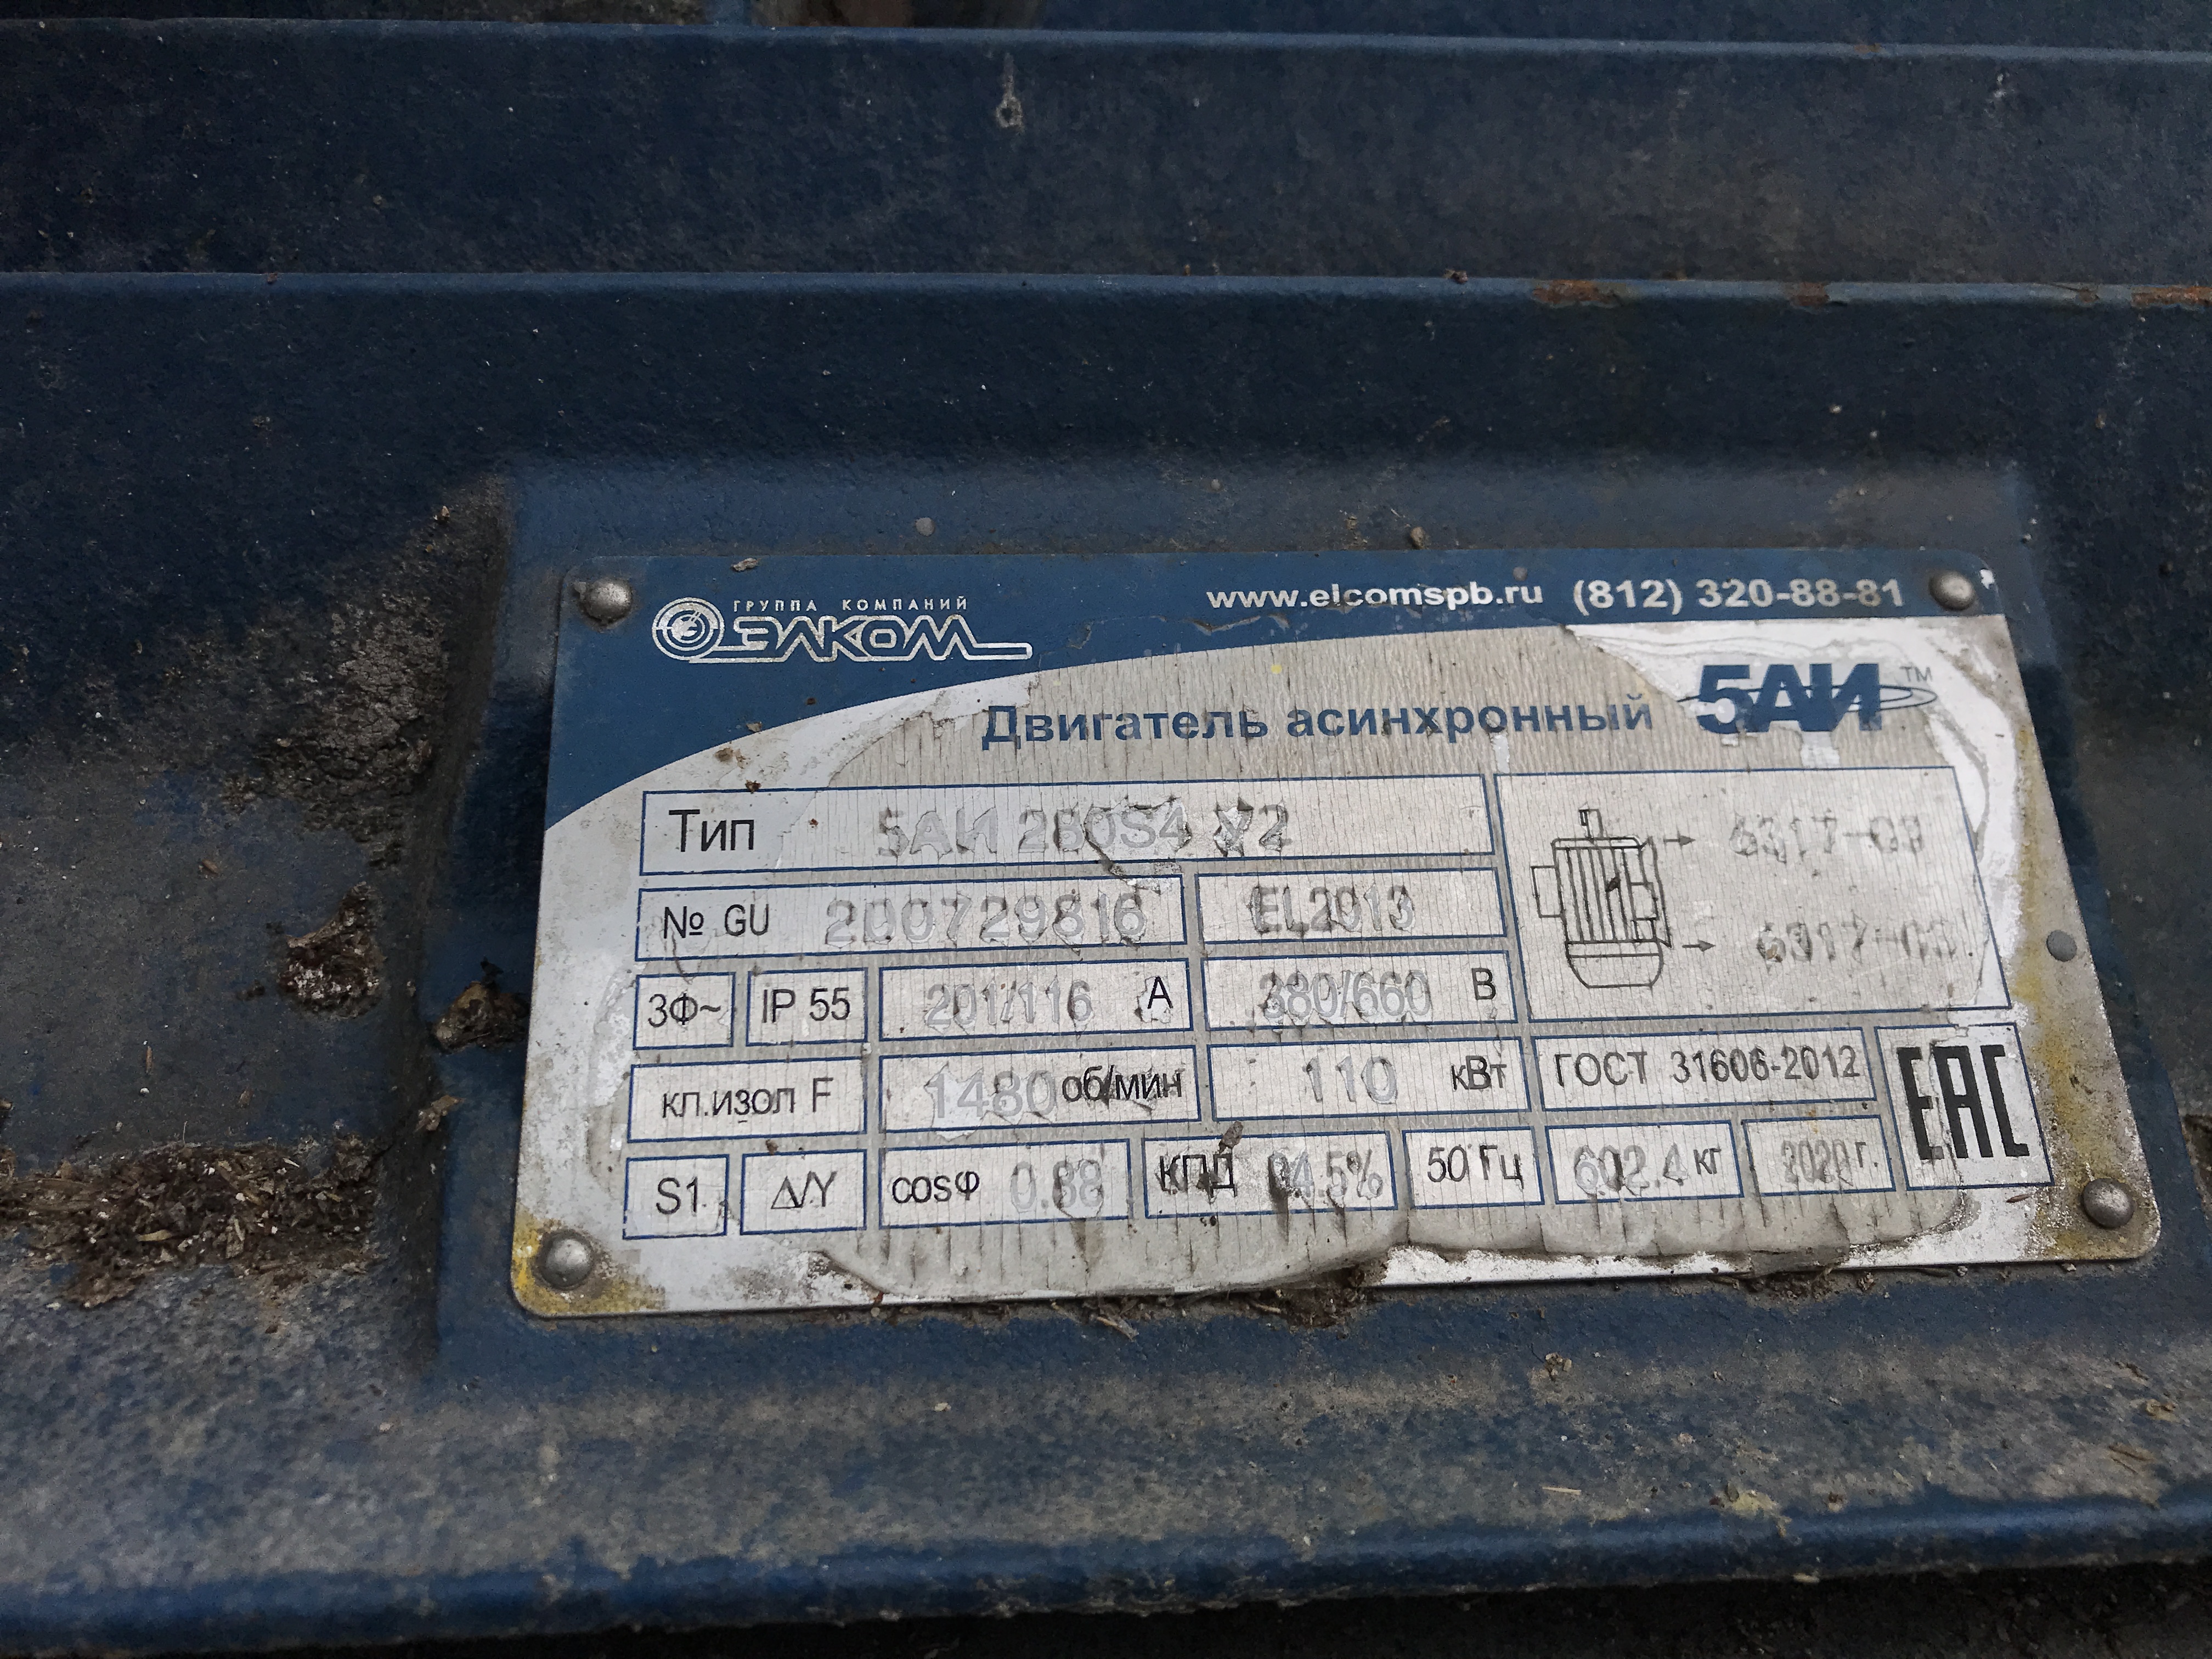 ГРУППА КОМПАНИЙ
ЭЛКОМ
www.elcomspb.ru (812) 320-88-81
Двигатель асинхронный 5АИ™
Тип 5АИ 280S4 У2
№ GU 200729816 EL2013
6317-C3
6317-C3
3Ф~ IP 55 201/116 А 380/660 В
кл.изол F 1480 об/мин 110 кВт ГОСТ 31606-2012 EAC
S1 Δ/Y cosφ 0.88 КПД 94.5% 50 Гц 602.4 кг 2020 г.